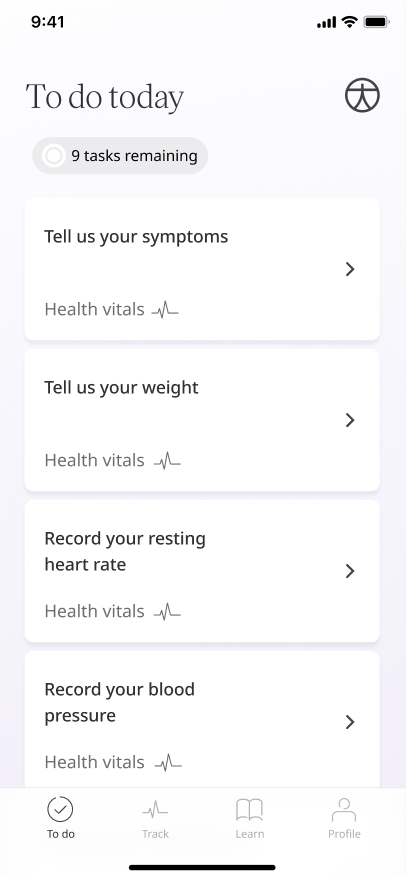 9:41
To do today
9 tasks remaining
Tell us your symptoms
Health vitals
Tell us your weight
Health vitals
Record your resting
heart rate
Health vitals
Record your blood
pressure
Health vitals
To do
Track
Learn
Profile